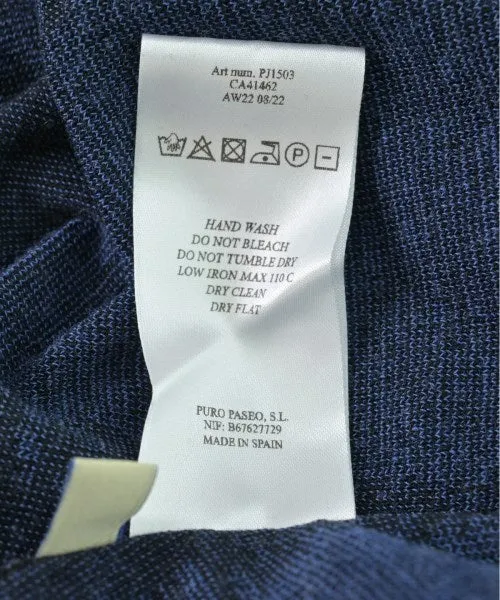 Art num. PJ1503
CA41462
AW22 08/22
P
HAND WASH
DO NOT BLEACH
DO NOT TUMBLE DRY
LOW IRON MAX 110 C
DRY CLEAN
DRY FLAT
PURO PASEO, S.L.
NIF: B67627729
MADE IN SPAIN